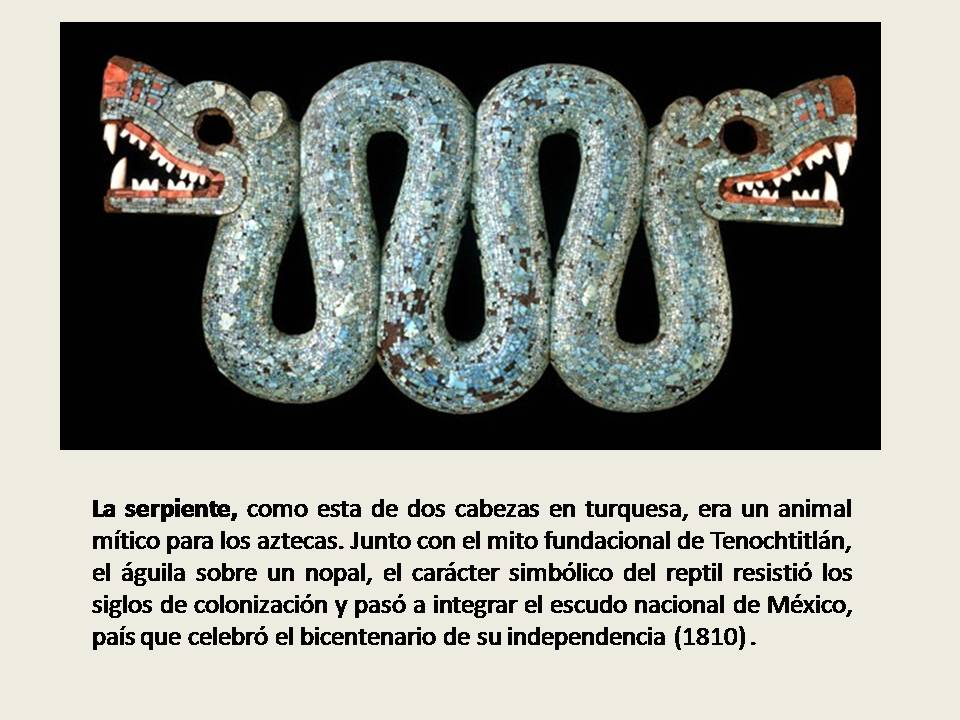 La serpiente, como esta de dos cabezas en turquesa, era un animal
mítico para los aztecas. Junto con el mito fundacional de Tenochtitlán,
el águila sobre un nopal, el carácter simbólico del reptil resistió los
siglos de colonización y pasó a integrar el escudo nacional de México,
país que celebró el bicentenario de su independencia (1810) .